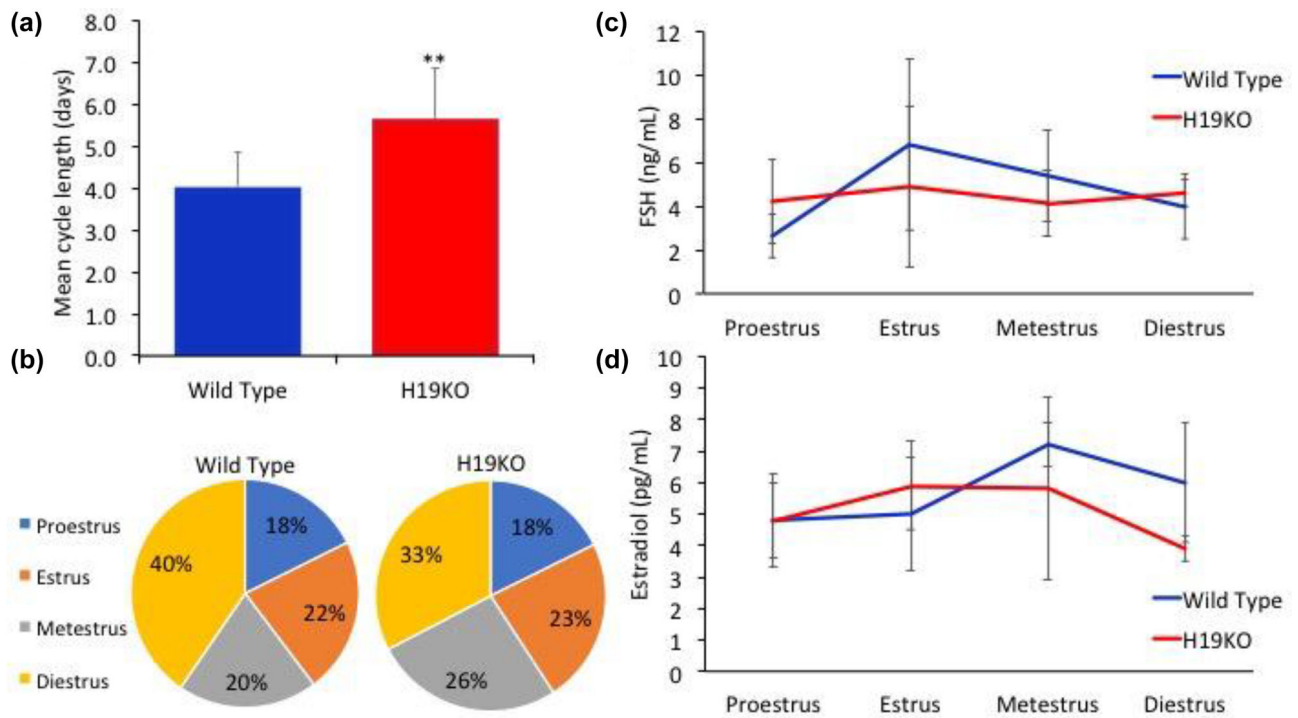 (a)
8.0
7.0
6.0
5.0
4.0
3.0
2.0
1.0
0.0
Mean cycle length (days)
**
Wild Type
H19KO
(b)
Wild Type
H19KO
Proestrus
Estrus
Metestrus
Diestrus
18%
22%
20%
40%
18%
23%
26%
33%
(c)
12
10
8
6
4
2
0
FSH (ng/mL)
Wild Type
H19KO
Proestrus Estrus Metestrus Diestrus
(d)
10
9
8
7
6
5
4
3
2
1
0
Estradiol (pg/mL)
Wild Type
H19KO
Proestrus Estrus Metestrus Diestrus